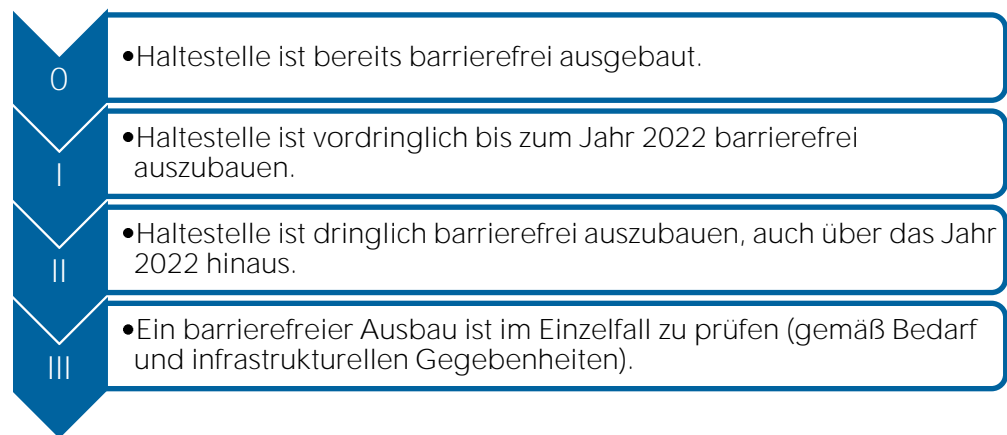 0
•Haltestelle ist bereits barrierefrei ausgebaut.
I
•Haltestelle ist vordringlich bis zum Jahr 2022 barrierefrei
auszubauen.
II
•Haltestelle ist dringlich barrierefrei auszubauen, auch über das Jahr
2022 hinaus.
III
•Ein barrierefreier Ausbau ist im Einzelfall zu prüfen (gemäß Bedarf
und infrastrukturellen Gegebenheiten).